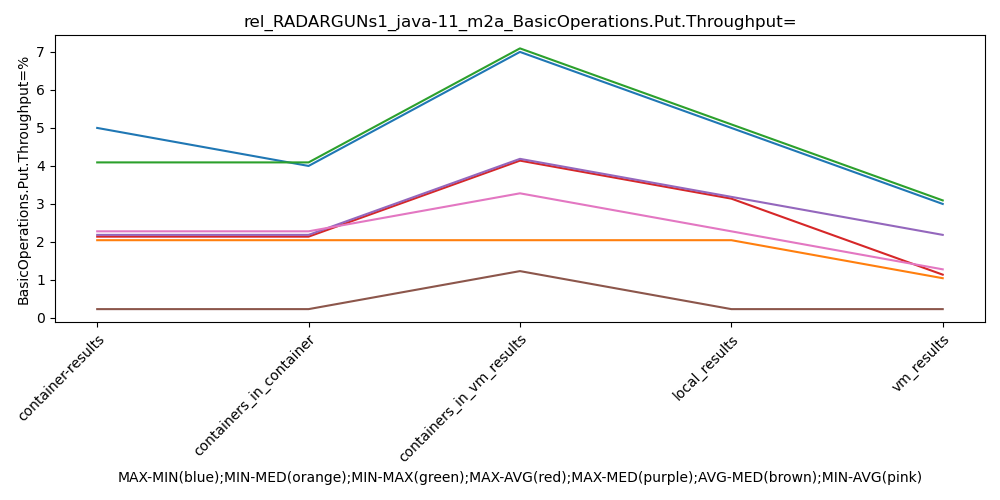 rel_RADARGUNs1_java-11_m2a_BasicOperations.Put.Throughput=
BasicOperations.Put.Throughput=%
7
6
5
4
3
2
1
0
container-results
containers_in_container
containers_in_vm_results
local_results
vm_results
MAX-MIN(blue);MIN-MED(orange);MIN-MAX(green);MAX-AVG(red);MAX-MED(purple);AVG-MED(brown);MIN-AVG(pink)